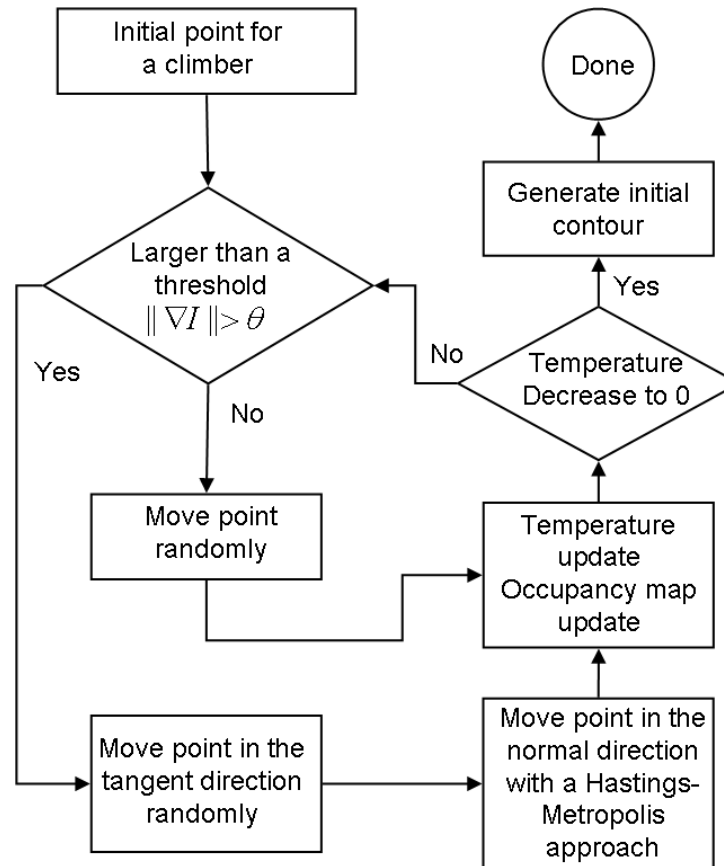 Initial point for
a climber
Done
Generate initial
contour
Larger than a
threshold
‖ ∇I ‖> θ
Yes
No
Yes
No
Temperature
Decrease to 0
Move point
randomly
Temperature
update
Occupancy map
update
Move point in the
tangent direction
randomly
Move point in the
normal direction
with a Hastings-
Metropolis
approach